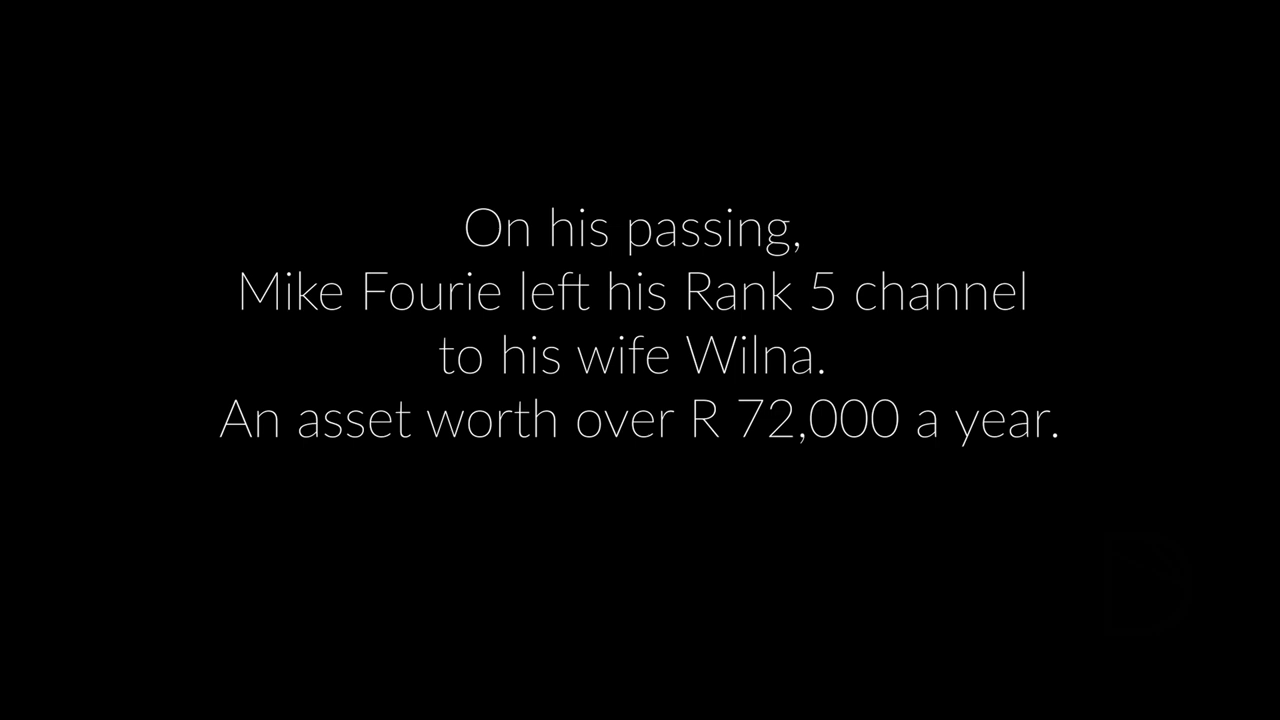 On his passing,
Mike Fourie left his Rank 5 channel
to his wife Wilna.
An asset worth over R 72,000 a year.